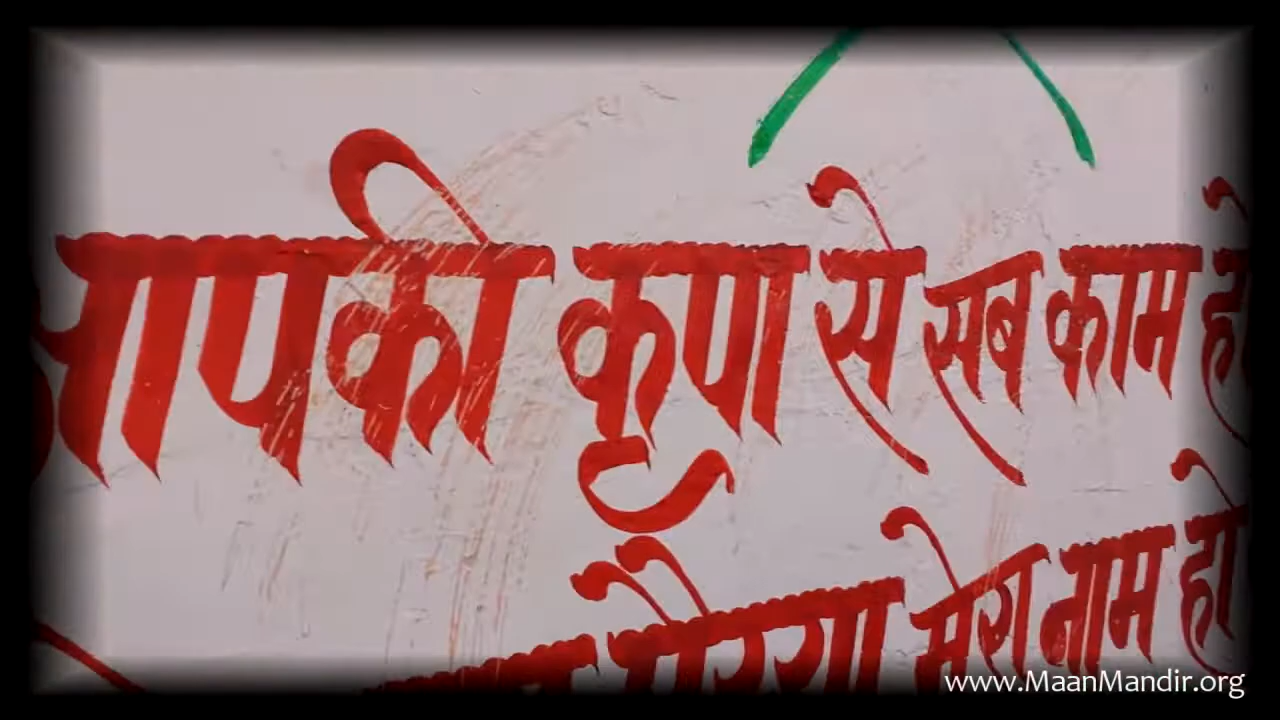 आपकी कृपा से सब काम हो
मेरा नाम हो
www.MaanMandir.org